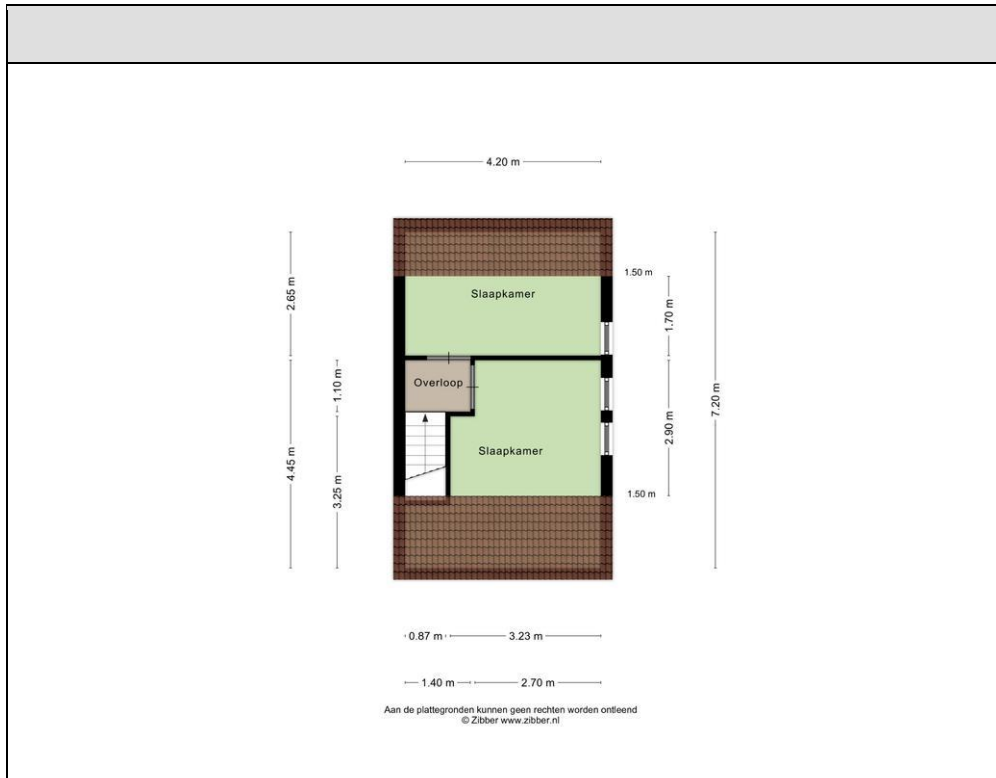 4.20 m
1.50 m
Slaapkamer
2.65 m
1.70 m
Overloop
1.10 m
7.20 m
2.90 m
Slaapkamer
4.45 m
3.25 m
1.50 m
0.87 m
3.23 m
1.40 m
2.70 m
Aan de plattegronden kunnen geen rechten worden ontleend
© Zibber www.zibber.nl